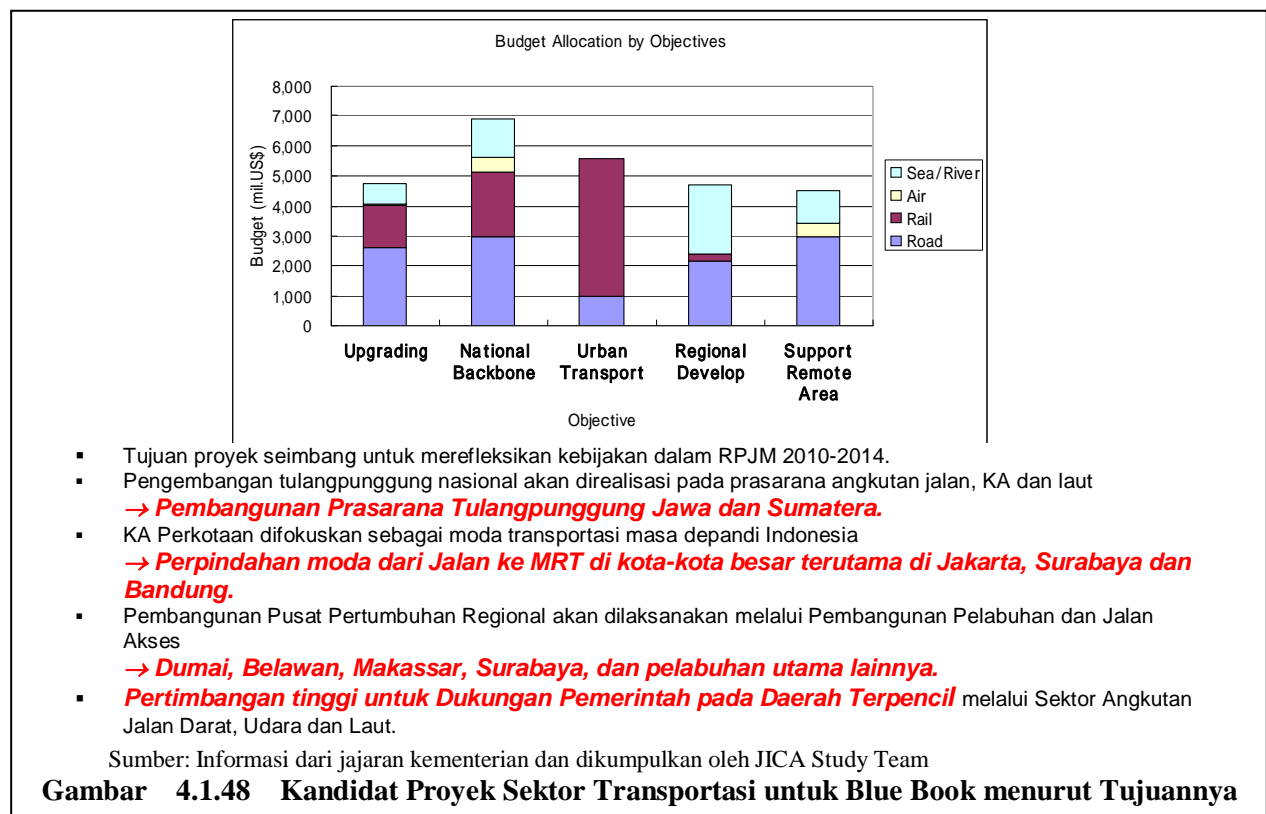 Budget Allocation by Objectives
8,000
7,000
6,000
5,000
4,000
3,000
2,000
1,000
0
Budget (mil.US$)
Upgrading
National
Backbone
Urban
Transport
Regional
Develop
Support
Remote
Area
Objective
Sea/River
Air
Rail
Road
▪ Tujuan proyek seimbang untuk merefleksikan kebijakan dalam RPJM 2010-2014.
▪ Pengembangan tulangpunggung nasional akan direalisasi pada prasarana angkutan jalan, KA dan laut
→ Pembangunan Prasarana Tulangpunggung Jawa dan Sumatera.
▪ KA Perkotaan difokuskan sebagai moda transportasi masa depandi Indonesia
→ Perpindahan moda dari Jalan ke MRT di kota-kota besar terutama di Jakarta, Surabaya dan
Bandung.
▪ Pembangunan Pusat Pertumbuhan Regional akan dilaksanakan melalui Pembangunan Pelabuhan dan Jalan
Akses
→ Dumai, Belawan, Makassar, Surabaya, dan pelabuhan utama lainnya.
▪ Pertimbangan tinggi untuk Dukungan Pemerintah pada Daerah Terpencil melalui Sektor Angkutan
Jalan Darat, Udara dan Laut.
Sumber: Informasi dari jajaran kementerian dan dikumpulkan oleh JICA Study Team
Gambar 4.1.48 Kandidat Proyek Sektor Transportasi untuk Blue Book menurut Tujuannya